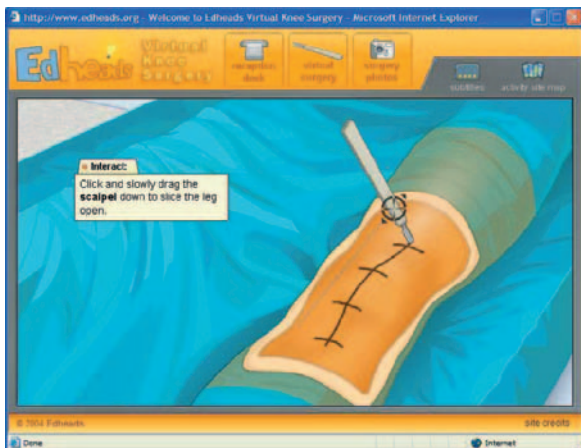 http://www.edheads.org - Welcome to Edheads Virtual Knee Surgery - Microsoft Internet Explorer
Edheads
Virtual
Knee
Surgery
reception
desk
virtual
surgery
surgery
photos
subtitles
activity site map
Interact:
Click and slowly drag the
scalpel down to slice the leg
open.
© 2004 Edheads
site credits
Done
Internet